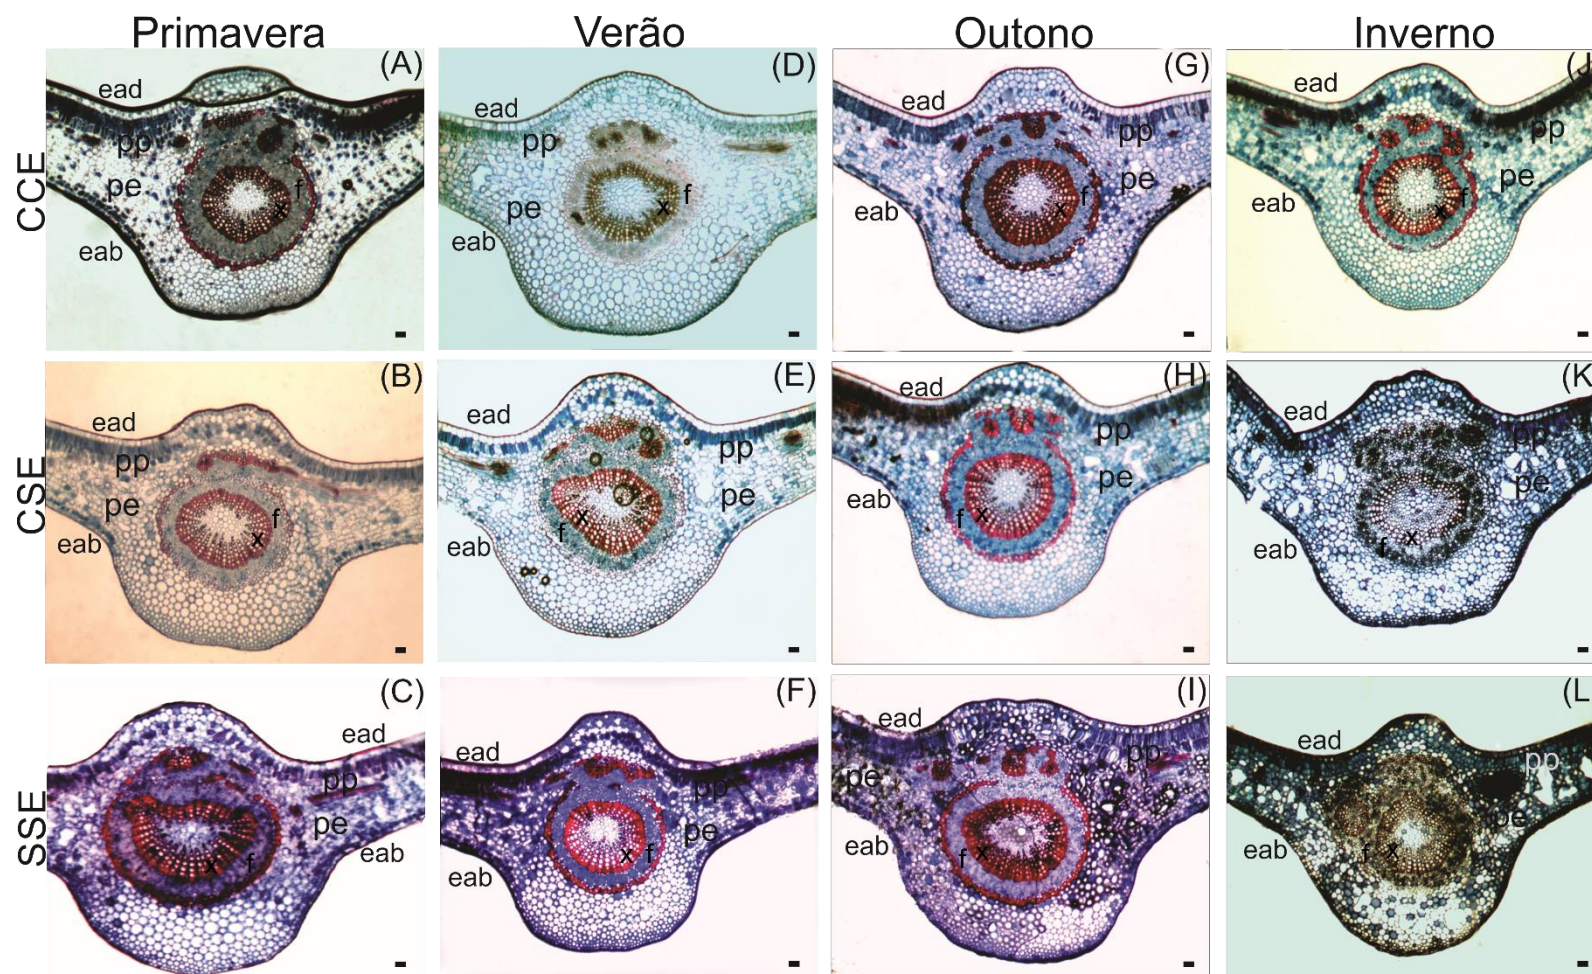 Primavera Verão Outono Inverno
CCE
(A) ead pp pe eab f x
(D) ead pp pe eab f x
(G) ead pp pe eab f x
(J) ead pp pe eab f x
CSE
(B) ead pp pe eab f x
(E) ead pp pe eab f x
(H) ead pp pe eab f x
(K) ead pp pe eab f x
SSE
(C) ead pp pe eab f x
(F) ead pp pe eab f x
(I) ead pp pe eab f x
(L) ead pp pe eab f x